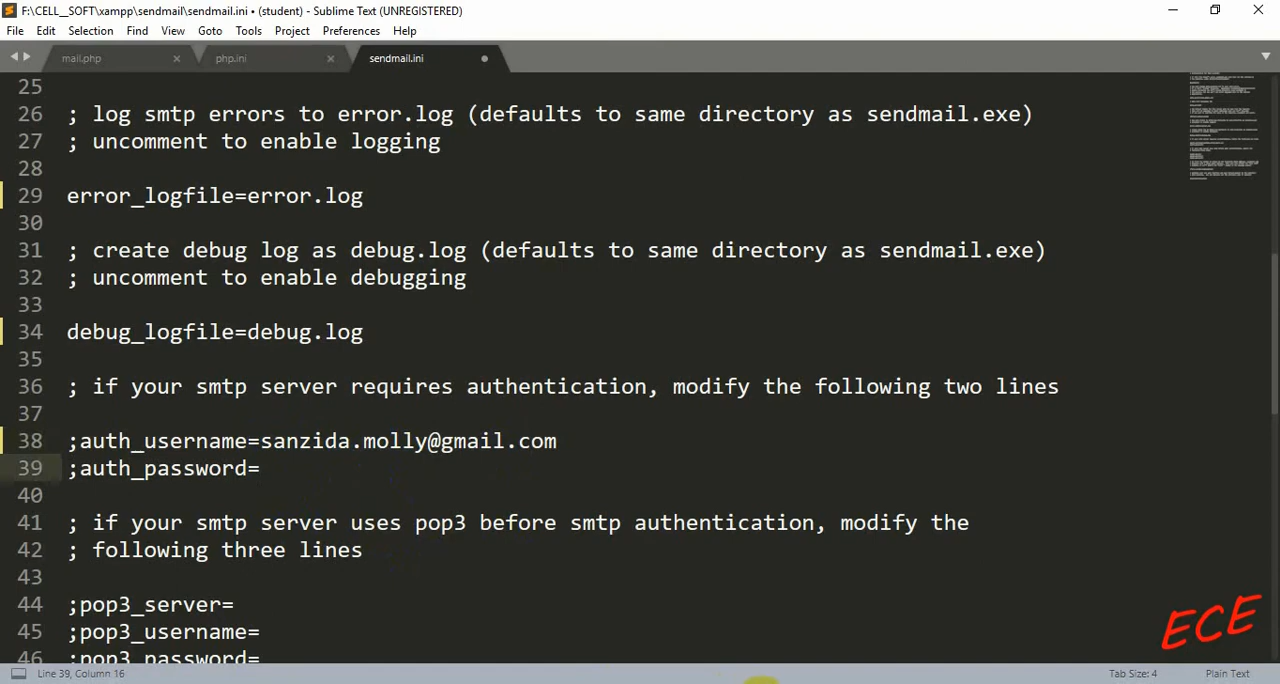 F:\CELL__SOFT\xampp\sendmail\sendmail.ini • (student) - Sublime Text (UNREGISTERED)
File Edit Selection Find View Goto Tools Project Preferences Help
mail.php php.ini sendmail.ini
25
26 ; log smtp errors to error.log (defaults to same directory as sendmail.exe)
27 ; uncomment to enable logging
28
29 error_logfile=error.log
30
31 ; create debug log as debug.log (defaults to same directory as sendmail.exe)
32 ; uncomment to enable debugging
33
34 debug_logfile=debug.log
35
36 ; if your smtp server requires authentication, modify the following two lines
37
38 ;auth_username=sanzida.molly@gmail.com
39 ;auth_password=
40
41 ; if your smtp server uses pop3 before smtp authentication, modify the
42 ; following three lines
43
44 ;pop3_server=
45 ;pop3_username=
46 ;pop3_password=
ECE
Line 39, Column 16 Tab Size: 4 Plain Text